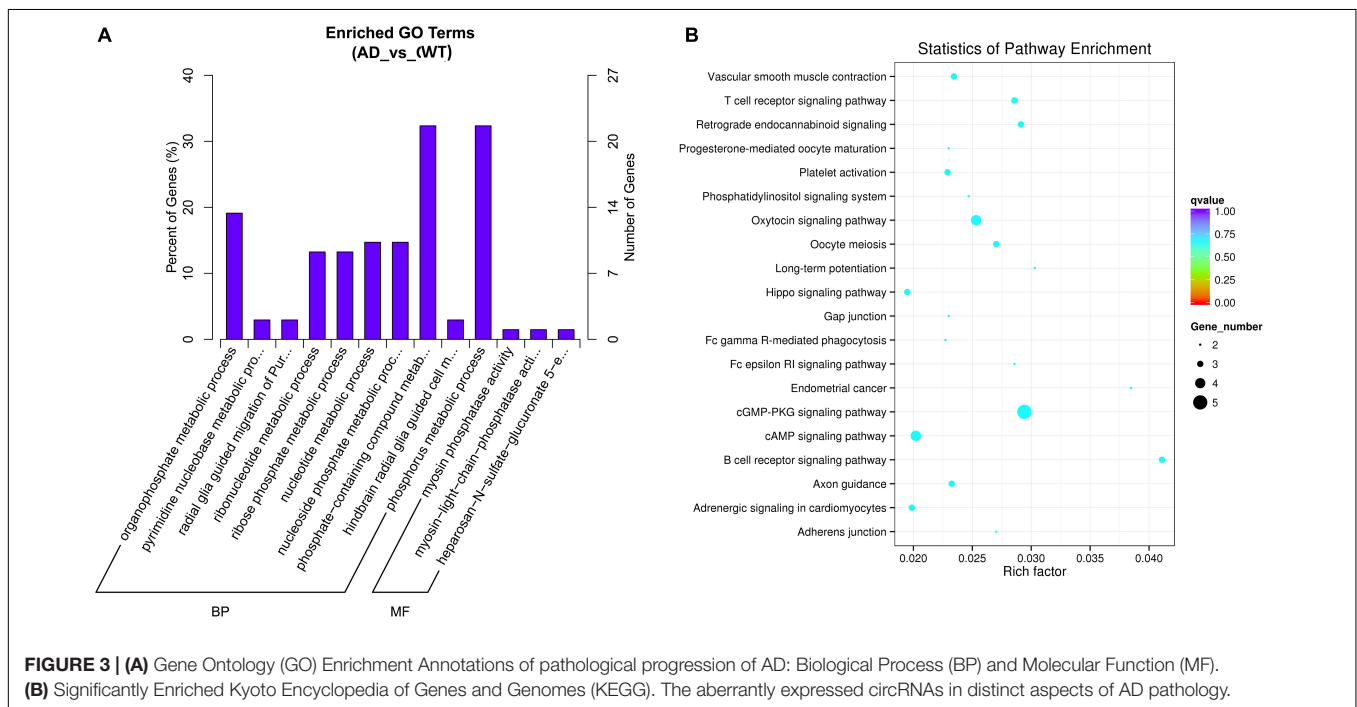 A
Enriched GO Terms
(AD_vs_(WT)
Percent of Genes (%)
40
30
20
10
0
Number of Genes
27
20
14
7
0
organophosphate metabolic process
pyrimidine nucleobase metabolic pro...
radial glia guided migration of Pur...
ribonucleotide metabolic process
ribose phosphate metabolic process
nucleotide metabolic process
nucleoside phosphate metabolic proc...
phosphate−containing compound metab...
hindbrain radial glia guided cell m...
phosphorus metabolic process
myosin phosphatase activity
myosin−light−chain−phosphatase acti...
heparosan−N−sulfate−glucuronate 5−e...
BP
MF
B
Statistics of Pathway Enrichment
Vascular smooth muscle contraction
T cell receptor signaling pathway
Retrograde endocannabinoid signaling
Progesterone-mediated oocyte maturation
Platelet activation
Phosphatidylinositol signaling system
Oxytocin signaling pathway
Oocyte meiosis
Long-term potentiation
Hippo signaling pathway
Gap junction
Fc gamma R-mediated phagocytosis
Fc epsilon RI signaling pathway
Endometrial cancer
cGMP-PKG signaling pathway
cAMP signaling pathway
B cell receptor signaling pathway
Axon guidance
Adrenergic signaling in cardiomyocytes
Adherens junction
0.020 0.025 0.030 0.035 0.040
Rich factor
qvalue
1.00
0.75
0.50
0.25
0.00
Gene_number
2
3
4
5
FIGURE 3 | (A) Gene Ontology (GO) Enrichment Annotations of pathological progression of AD: Biological Process (BP) and Molecular Function (MF).
(B) Significantly Enriched Kyoto Encyclopedia of Genes and Genomes (KEGG). The aberrantly expressed circRNAs in distinct aspects of AD pathology.